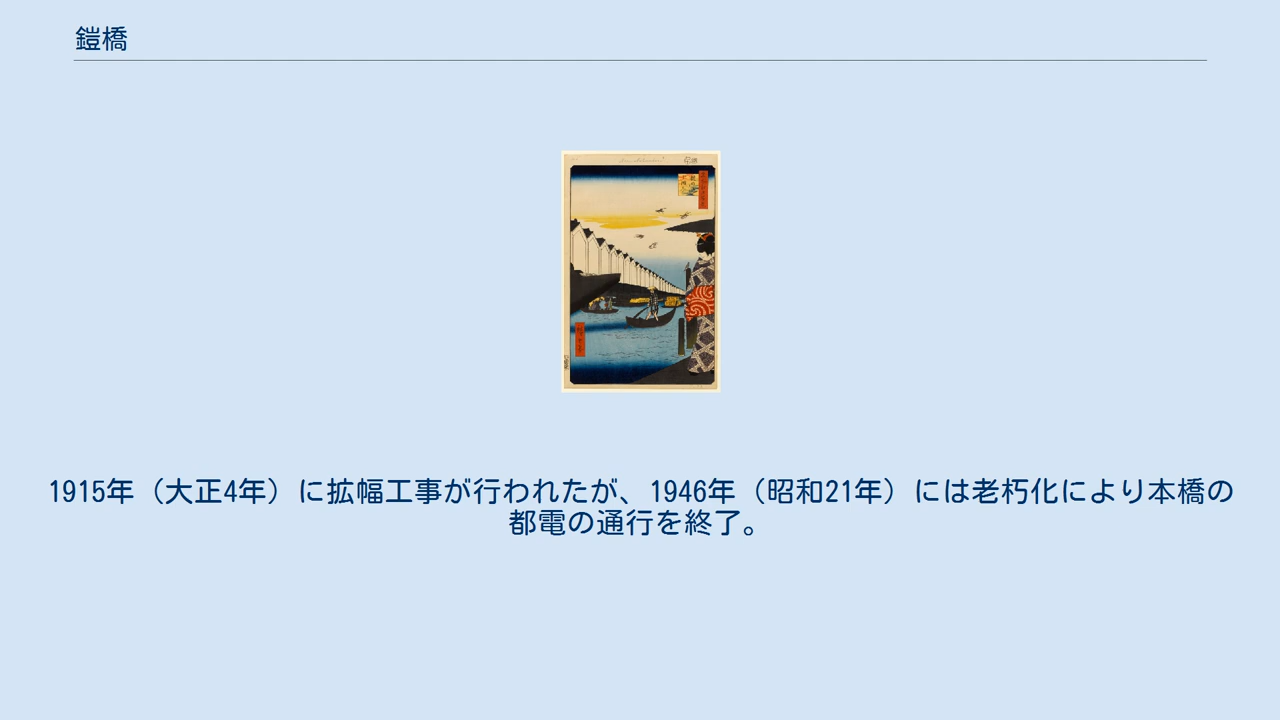 鎧橋
1915年（大正4年）に拡幅工事が行われたが、1946年（昭和21年）には老朽化により本橋の
都電の通行を終了。